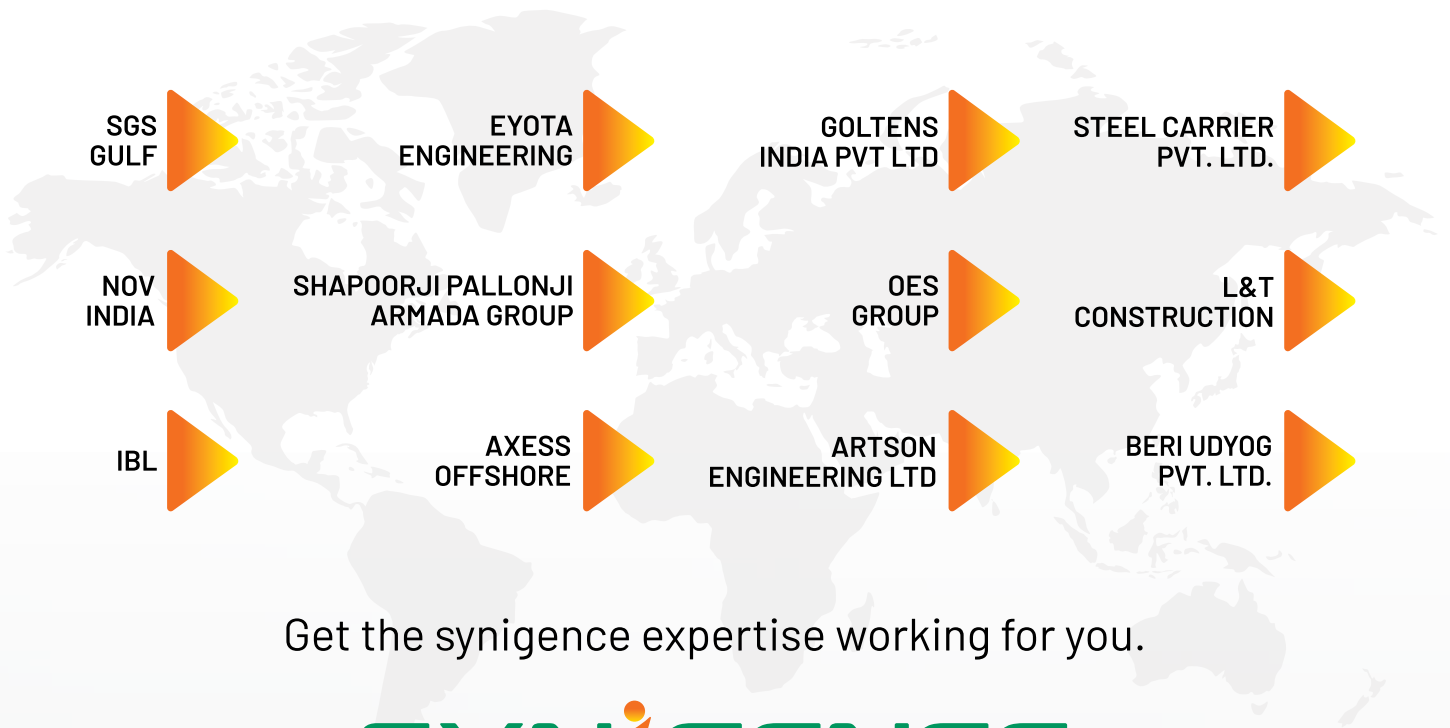 SGS
GULF
EYOTA
ENGINEERING
GOLTENS
INDIA PVT LTD
STEEL CARRIER
PVT. LTD.
NOV
INDIA
SHAPOORJI PALLONJI
ARMADA GROUP
OES
GROUP
L&T
CONSTRUCTION
IBL
AXESS
OFFSHORE
ARTSON
ENGINEERING LTD
BERI UDYOG
PVT. LTD.
Get the synigence expertise working for you.